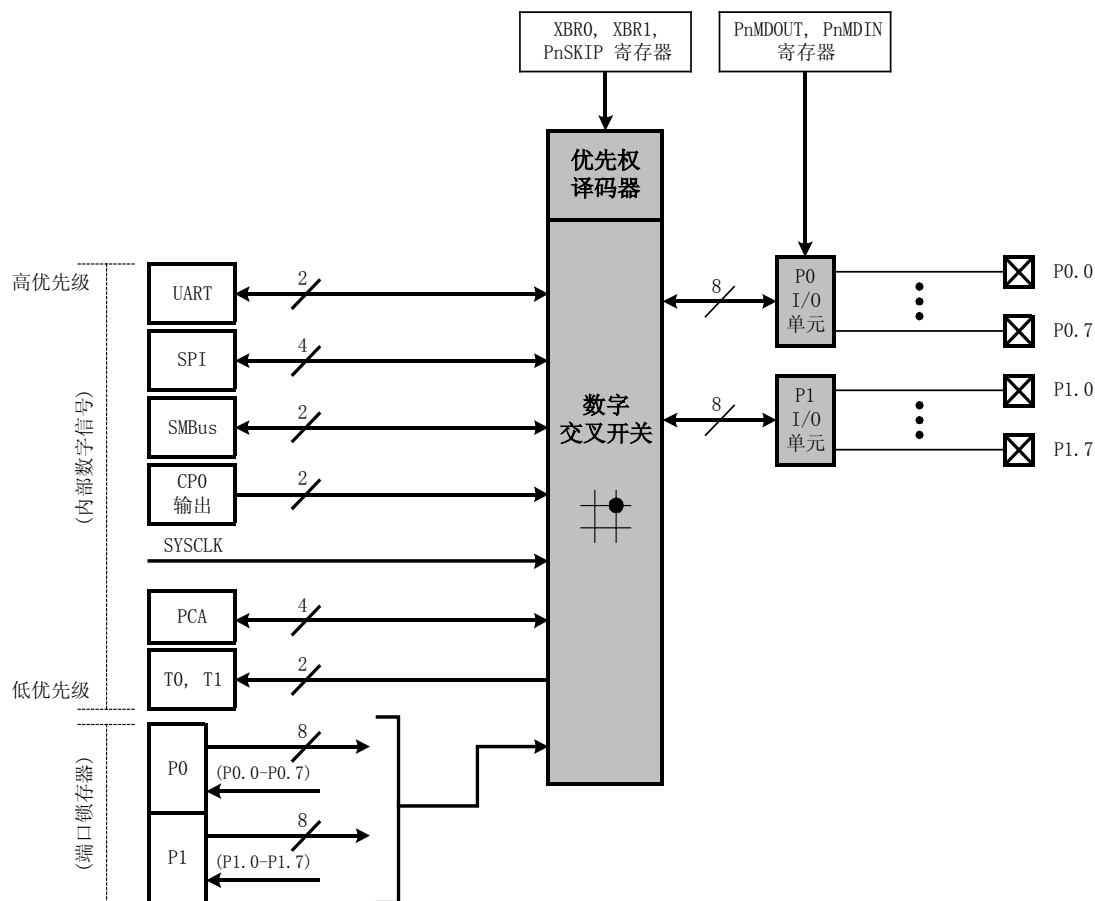 XBR0, XBR1,
PnSKIP 寄存器
PnMDOUT, PnMDIN
寄存器
优先权
译码器
高优先级
UART
2
8
P0
I/O
单元
P0.0
P0.7
SPI
4
(内部数字信号)
SMBus
2
数字
交叉开关
8
P1
I/O
单元
P1.0
P1.7
CP0
输出
2
SYSCLK
PCA
4
低优先级
T0, T1
2
(端口锁存器)
P0
8
(P0.0-P0.7)
P1
8
(P1.0-P1.7)